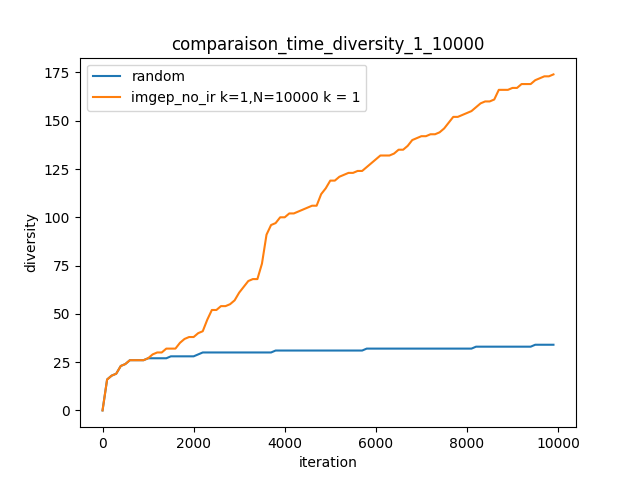 comparaison_time_diversity_1_10000
random
imgep_no_ir k=1,N=10000 k = 1
175
150
125
100
75
50
25
0
diversity
0 2000 4000 6000 8000 10000
iteration